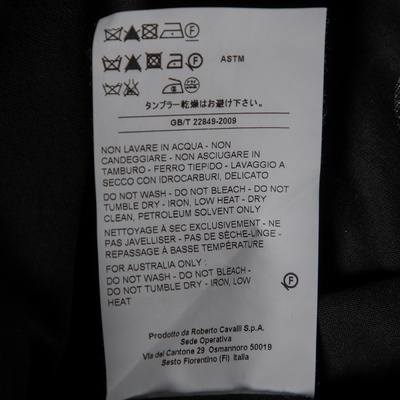 F
F ASTM
タンブラー乾燥はお避け下さい。
GB/T 22849-2009
NON LAVARE IN ACQUA - NON
CANDEGGIARE - NON ASCIUGARE IN
TAMBURO - FERRO TIEPIDO - LAVAGGIO A
SECCO CON IDROCARBURI, DELICATO
DO NOT WASH - DO NOT BLEACH - DO NOT
TUMBLE DRY - IRON, LOW HEAT - DRY
CLEAN, PETROLEUM SOLVENT ONLY
NETTOYAGE À SEC EXCLUSIVEMENT - NE
PAS JAVELLISER - PAS DE SÈCHE-LINGE -
REPASSAGE À BASSE TEMPÉRATURE
FOR AUSTRALIA ONLY :
DO NOT WASH - DO NOT BLEACH -
DO NOT TUMBLE DRY - IRON, LOW
HEAT
F
Prodotto da Roberto Cavalli S.p.A.
Sede Operativa
Via del Cantone 29 Osmannoro 50019
Sesto Fiorentino (Fi) Italia